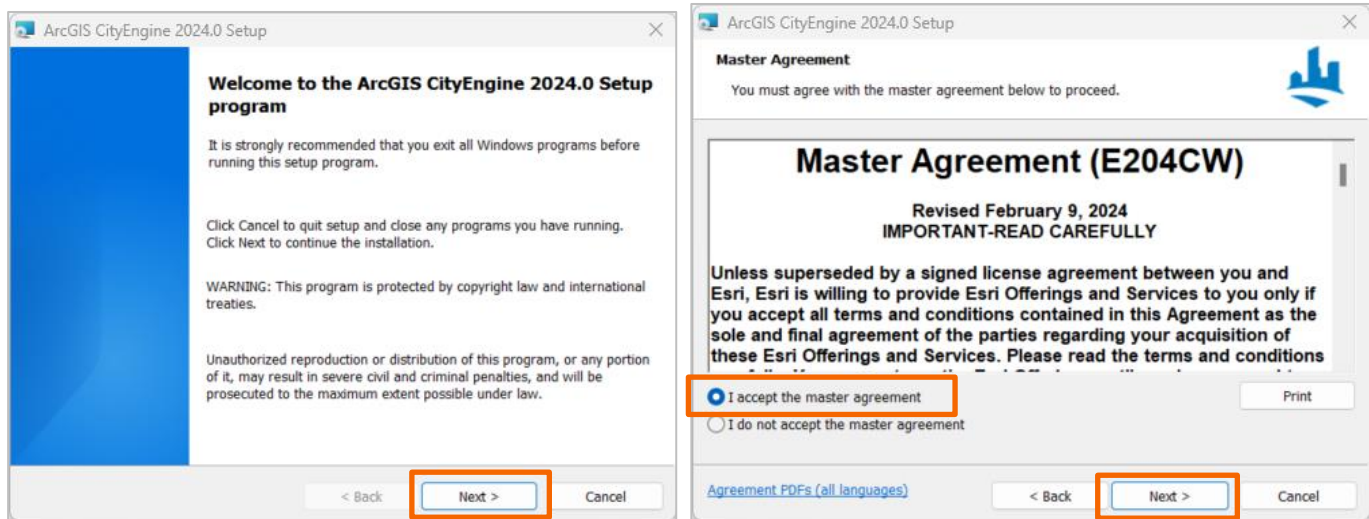 ArcGIS CityEngine 2024.0 Setup
Welcome to the ArcGIS CityEngine 2024.0 Setup
program
It is strongly recommended that you exit all Windows programs before
running this setup program.
Click Cancel to quit setup and close any programs you have running.
Click Next to continue the installation.
WARNING: This program is protected by copyright law and international
treaties.
Unauthorized reproduction or distribution of this program, or any portion
of it, may result in severe civil and criminal penalties, and will be
prosecuted to the maximum extent possible under law.
< Back Next > Cancel
ArcGIS CityEngine 2024.0 Setup
Master Agreement
You must agree with the master agreement below to proceed.
Master Agreement (E204CW)
Revised February 9, 2024
IMPORTANT-READ CAREFULLY
Unless superseded by a signed license agreement between you and
Esri, Esri is willing to provide Esri Offerings and Services to you only if
you accept all terms and conditions contained in this Agreement as the
sole and final agreement of the parties regarding your acquisition of
these Esri Offerings and Services. Please read the terms and conditions
I accept the master agreement
Print
I do not accept the master agreement
Agreement PDFs (all languages)
< Back Next > Cancel